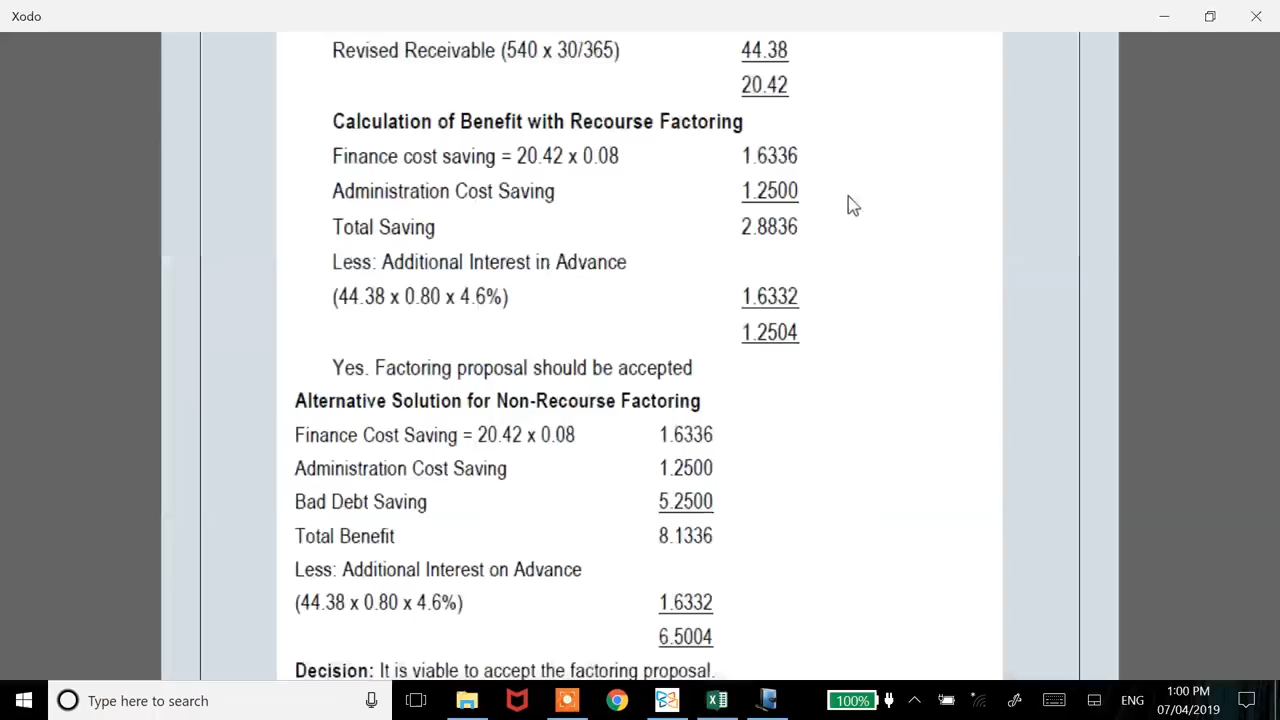 Xodo
Revised Receivable (540 x 30/365) 44.38
20.42
Calculation of Benefit with Recourse Factoring
Finance cost saving = 20.42 x 0.08 1.6336
Administration Cost Saving 1.2500
Total Saving 2.8836
Less: Additional Interest in Advance
(44.38 x 0.80 x 4.6%) 1.6332
1.2504
Yes. Factoring proposal should be accepted
Alternative Solution for Non-Recourse Factoring
Finance Cost Saving = 20.42 x 0.08 1.6336
Administration Cost Saving 1.2500
Bad Debt Saving 5.2500
Total Benefit 8.1336
Less: Additional Interest on Advance
(44.38 x 0.80 x 4.6%) 1.6332
6.5004
Decision: It is viable to accept the factoring proposal.
Type here to search
100%
ENG
1:00 PM
07/04/2019